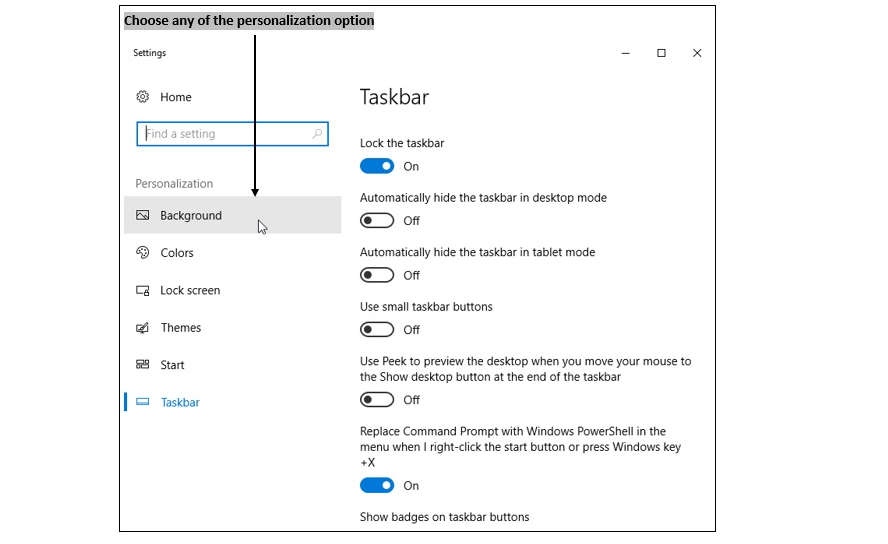 Choose any of the personalization option
Settings
Home
Find a setting
Personalization
Background
Colors
Lock screen
Themes
Start
Taskbar
Taskbar
Lock the taskbar
On
Automatically hide the taskbar in desktop mode
Off
Automatically hide the taskbar in tablet mode
Off
Use small taskbar buttons
Off
Use Peek to preview the desktop when you move your mouse to
the Show desktop button at the end of the taskbar
Off
Replace Command Prompt with Windows PowerShell in the
menu when I right-click the start button or press Windows key
+X
On
Show badges on taskbar buttons